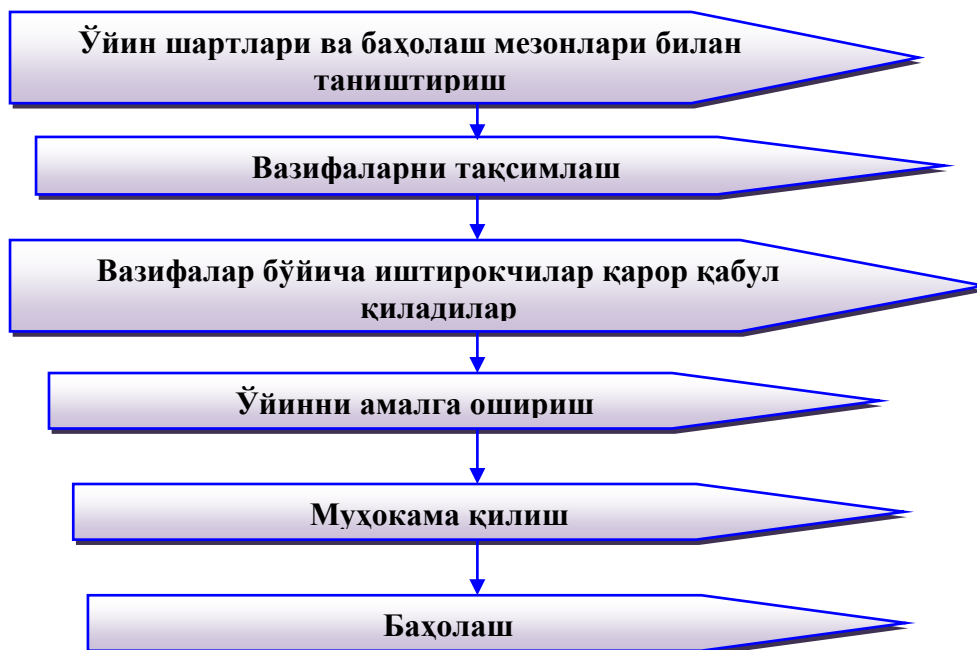 Ўйин шартлари ва баҳолаш мезонлари билан
таништириш
Вазифаларни тақсимлаш
Вазифалар бўйича иштирокчилар қарор қабул
қиладилар
Ўйинни амалга ошириш
Муҳокама қилиш
Баҳолаш